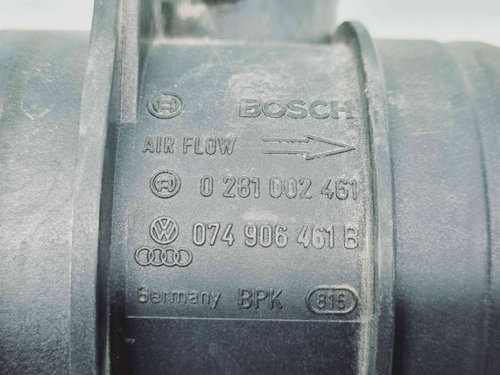 BOSCH
AIR FLOW
0 281 002 461
074 906 461 B
Germany BPK 816